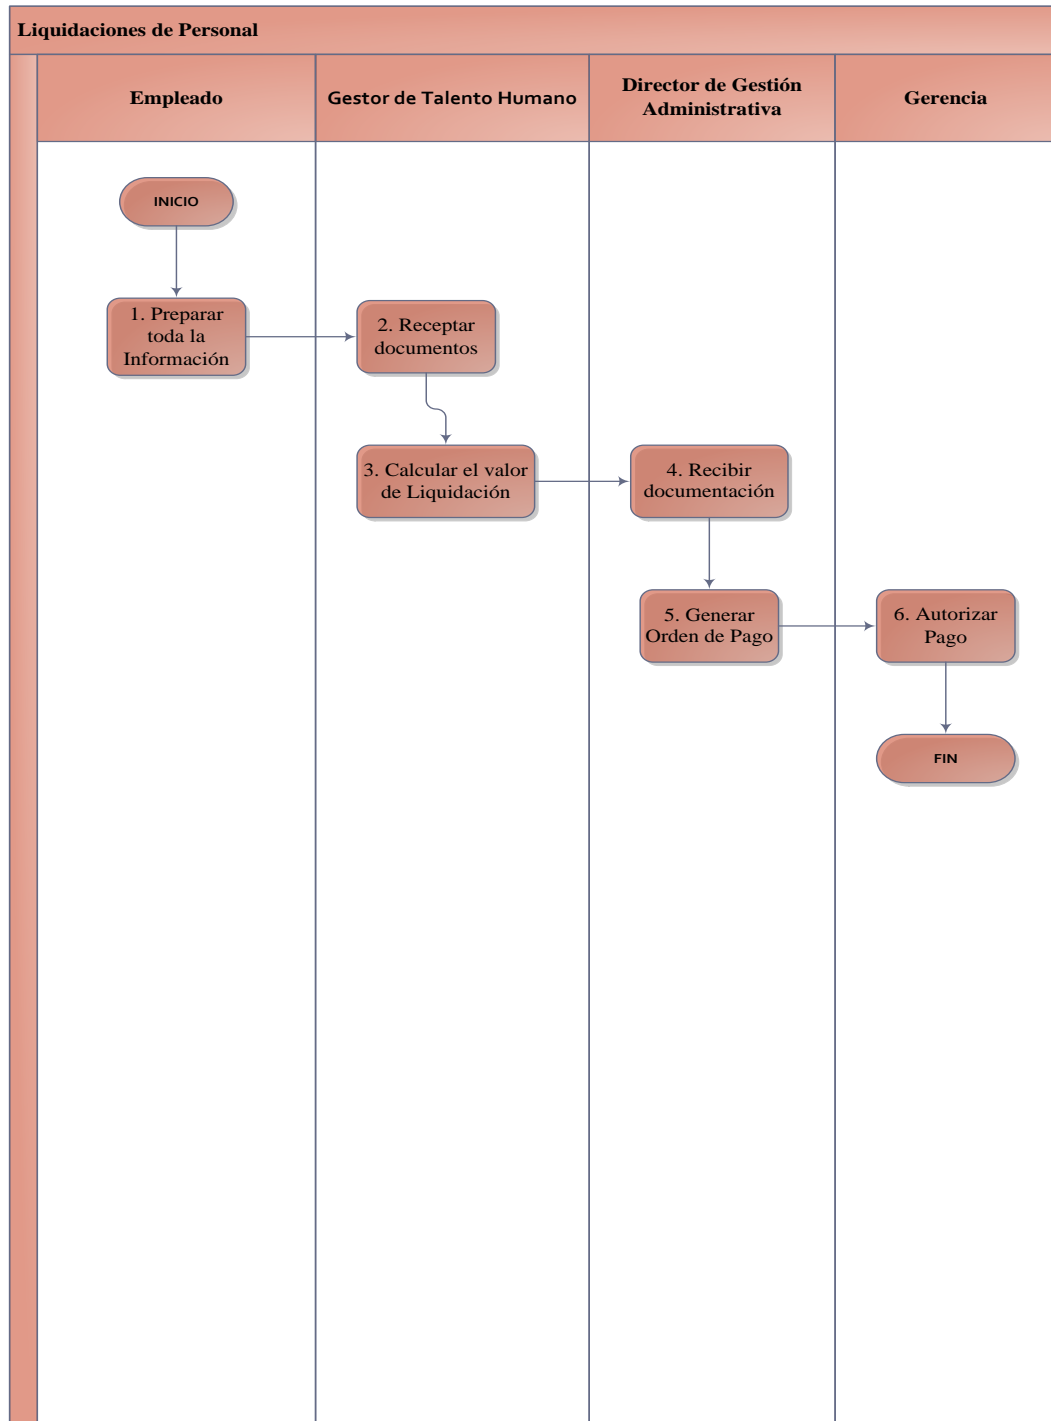 Liquidaciones de Personal
Empleado
Gestor de Talento Humano
Director de Gestión
Administrativa
Gerencia
INICIO
1. Preparar
toda la
Información
2. Receptar
documentos
3. Calcular el valor
de Liquidación
4. Recibir
documentación
5. Generar
Orden de Pago
6. Autorizar
Pago
FIN